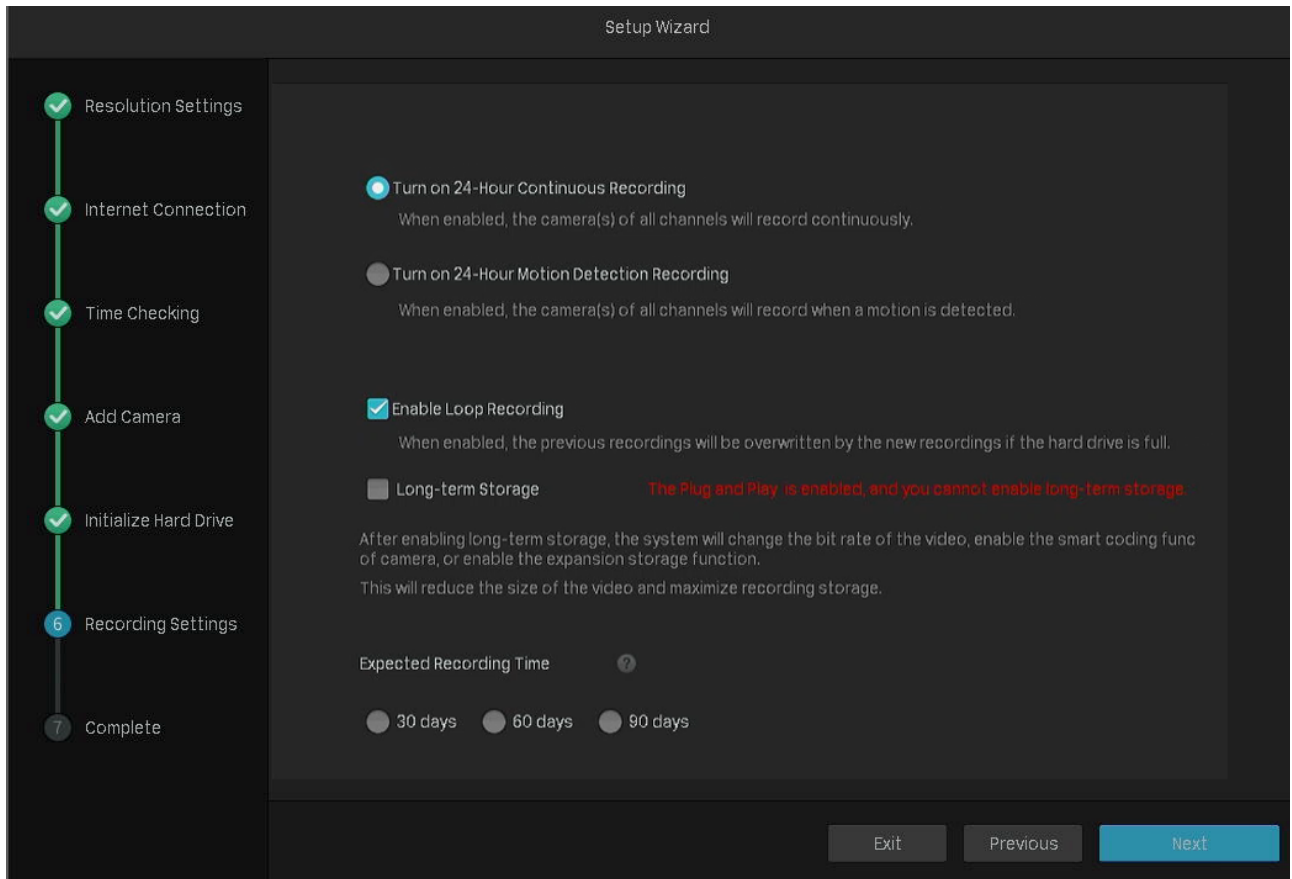 Setup Wizard
Resolution Settings
Internet Connection
Time Checking
Add Camera
Initialize Hard Drive
6 Recording Settings
7 Complete
Turn on 24-Hour Continuous Recording
When enabled, the camera(s) of all channels will record continuously.
Turn on 24-Hour Motion Detection Recording
When enabled, the camera(s) of all channels will record when a motion is detected.
Enable Loop Recording
When enabled, the previous recordings will be overwritten by the new recordings if the hard drive is full.
Long-term Storage The Plug and Play is enabled, and you cannot enable long-term storage.
After enabling long-term storage, the system will change the bit rate of the video, enable the smart coding func
of camera, or enable the expansion storage function.
This will reduce the size of the video and maximize recording storage.
Expected Recording Time ?
30 days 60 days 90 days
Exit Previous Next